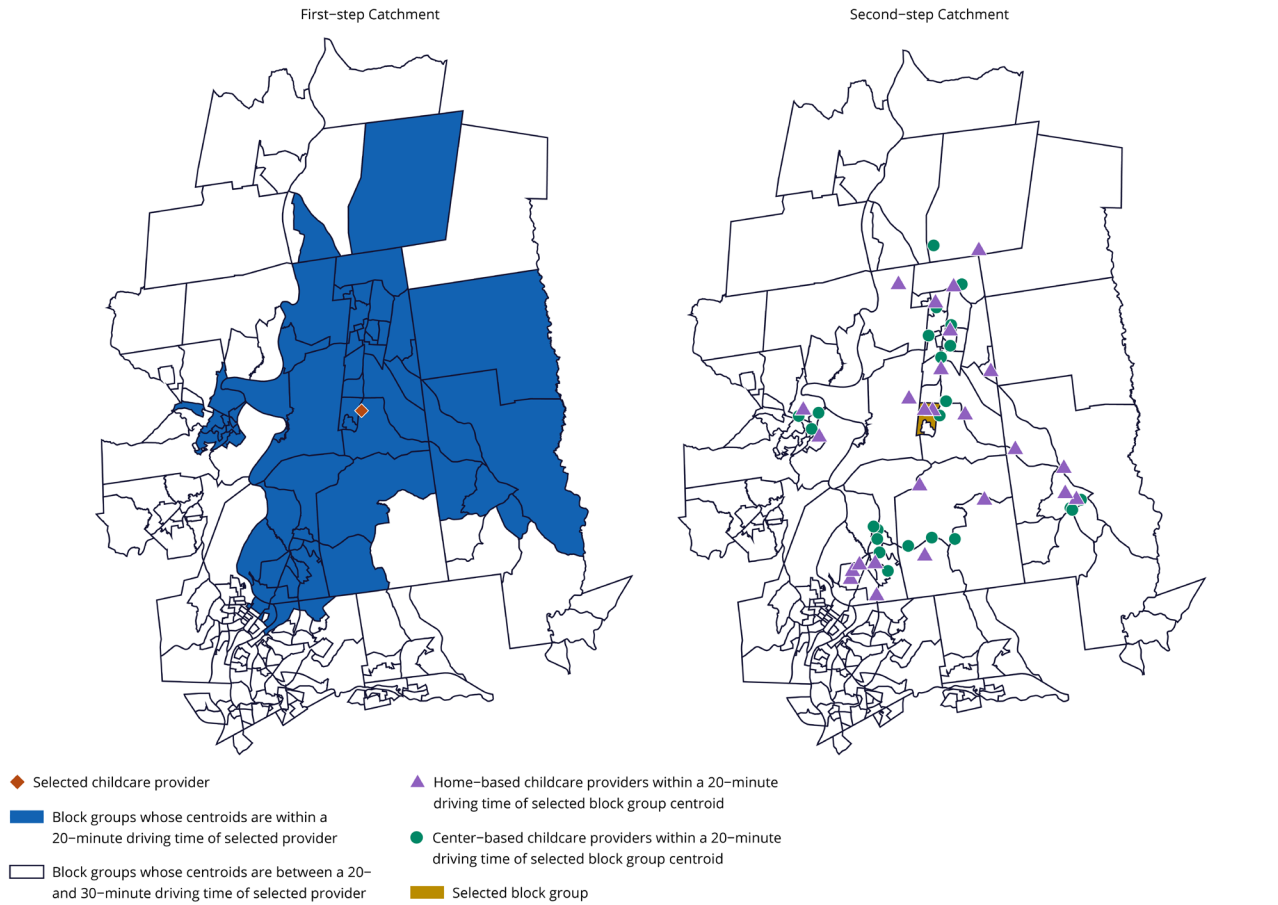 First−step Catchment
Second−step Catchment
Selected childcare provider
Block groups whose centroids are within a
20−minute driving time of selected provider
Block groups whose centroids are between a 20−
and 30−minute driving time of selected provider
Home−based childcare providers within a 20−minute
driving time of selected block group centroid
Center−based childcare providers within a 20−minute
driving time of selected block group centroid
Selected block group